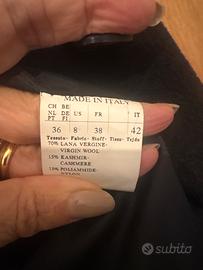 MADE IN ITALY
CH BE
NL DE US FR IT
PT FI
36 8 38 42
Tessuto- Fabric- Stoff- Tissu- Tejido
70% LANA VERGINE-
VIRGIN WOOL
15% KASHMIR-
CASHMERE
15% POLIAMMIDE-
NYLON
subito